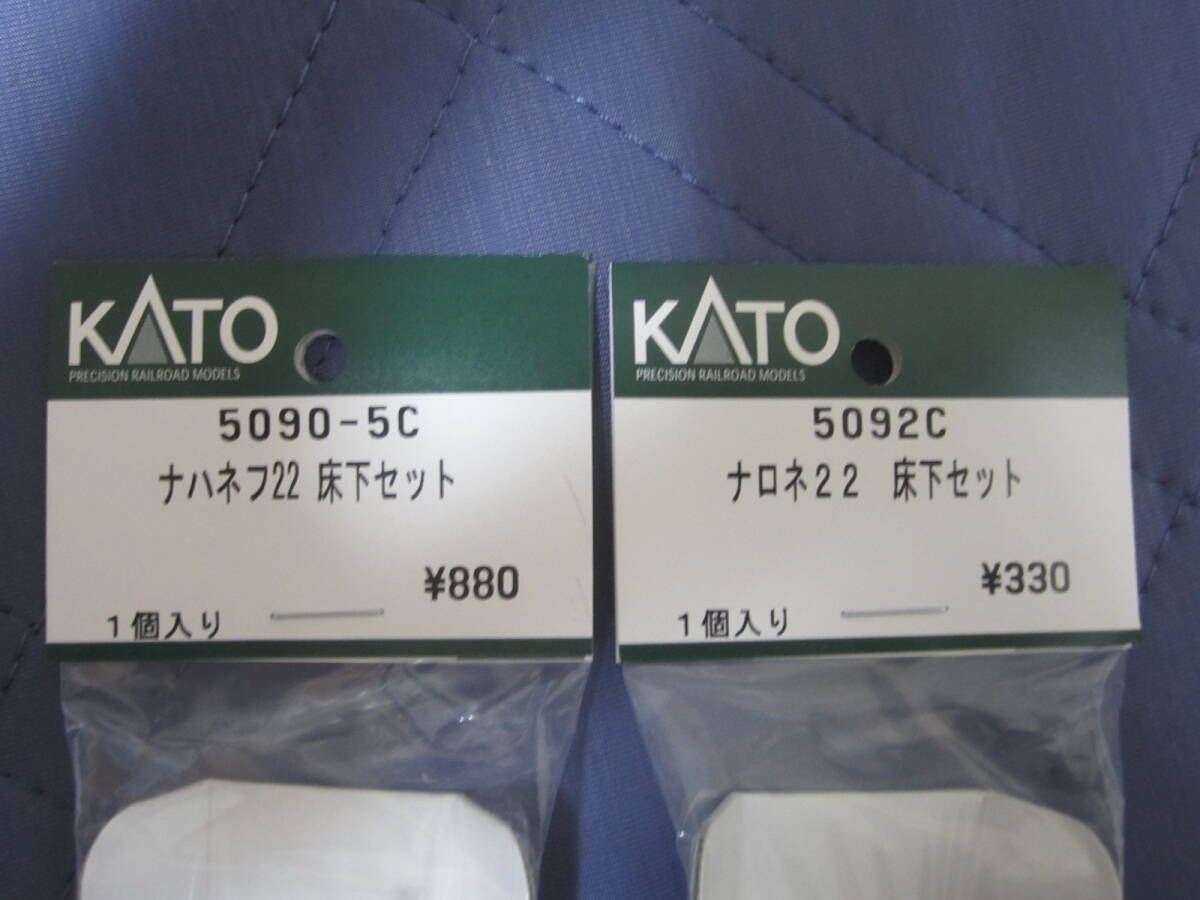 KATO
PRECISION RAILROAD MODELS
5090-5C
ナハネフ22 床下セット
¥880
1個入り
KATO
PRECISION RAILROAD MODELS
5092C
ナロネ22 床下セット
¥330
1個入り